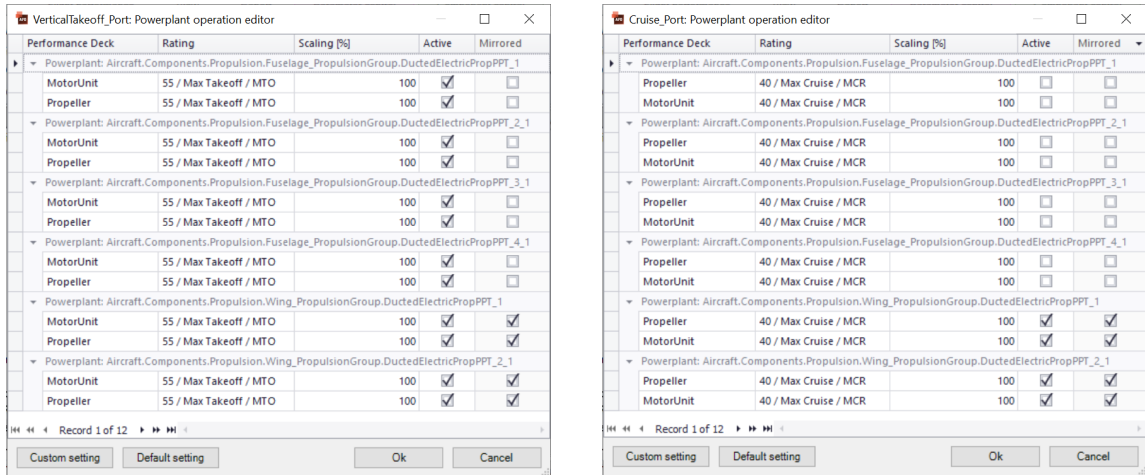 VerticalTakeoff_Port: Powerplant operation editor
Performance Deck Rating Scaling [%] Active Mirrored
Powerplant: Aircraft.Components.Propulsion.Fuselage_PropulsionGroup.DuctedElectricPropPPT_1
MotorUnit 55 / Max Takeoff / MTO 100
Propeller 55 / Max Takeoff / MTO 100
Powerplant: Aircraft.Components.Propulsion.Fuselage_PropulsionGroup.DuctedElectricPropPPT_2_1
MotorUnit 55 / Max Takeoff / MTO 100
Propeller 55 / Max Takeoff / MTO 100
Powerplant: Aircraft.Components.Propulsion.Fuselage_PropulsionGroup.DuctedElectricPropPPT_3_1
MotorUnit 55 / Max Takeoff / MTO 100
Propeller 55 / Max Takeoff / MTO 100
Powerplant: Aircraft.Components.Propulsion.Fuselage_PropulsionGroup.DuctedElectricPropPPT_4_1
MotorUnit 55 / Max Takeoff / MTO 100
Propeller 55 / Max Takeoff / MTO 100
Powerplant: Aircraft.Components.Propulsion.Wing_PropulsionGroup.DuctedElectricPropPPT_1
MotorUnit 55 / Max Takeoff / MTO 100
Propeller 55 / Max Takeoff / MTO 100
Powerplant: Aircraft.Components.Propulsion.Wing_PropulsionGroup.DuctedElectricPropPPT_2_1
MotorUnit 55 / Max Takeoff / MTO 100
Propeller 55 / Max Takeoff / MTO 100
Record 1 of 12
Custom setting Default setting Ok Cancel
Cruise_Port: Powerplant operation editor
Performance Deck Rating Scaling [%] Active Mirrored
Powerplant: Aircraft.Components.Propulsion.Fuselage_PropulsionGroup.DuctedElectricPropPPT_1
Propeller 40 / Max Cruise / MCR 100
MotorUnit 40 / Max Cruise / MCR 100
Powerplant: Aircraft.Components.Propulsion.Fuselage_PropulsionGroup.DuctedElectricPropPPT_2_1
Propeller 40 / Max Cruise / MCR 100
MotorUnit 40 / Max Cruise / MCR 100
Powerplant: Aircraft.Components.Propulsion.Fuselage_PropulsionGroup.DuctedElectricPropPPT_3_1
Propeller 40 / Max Cruise / MCR 100
MotorUnit 40 / Max Cruise / MCR 100
Powerplant: Aircraft.Components.Propulsion.Fuselage_PropulsionGroup.DuctedElectricPropPPT_4_1
Propeller 40 / Max Cruise / MCR 100
MotorUnit 40 / Max Cruise / MCR 100
Powerplant: Aircraft.Components.Propulsion.Wing_PropulsionGroup.DuctedElectricPropPPT_1
Propeller 40 / Max Cruise / MCR 100
MotorUnit 40 / Max Cruise / MCR 100
Powerplant: Aircraft.Components.Propulsion.Wing_PropulsionGroup.DuctedElectricPropPPT_2_1
Propeller 40 / Max Cruise / MCR 100
MotorUnit 40 / Max Cruise / MCR 100
Record 1 of 12
Custom setting Default setting Ok Cancel